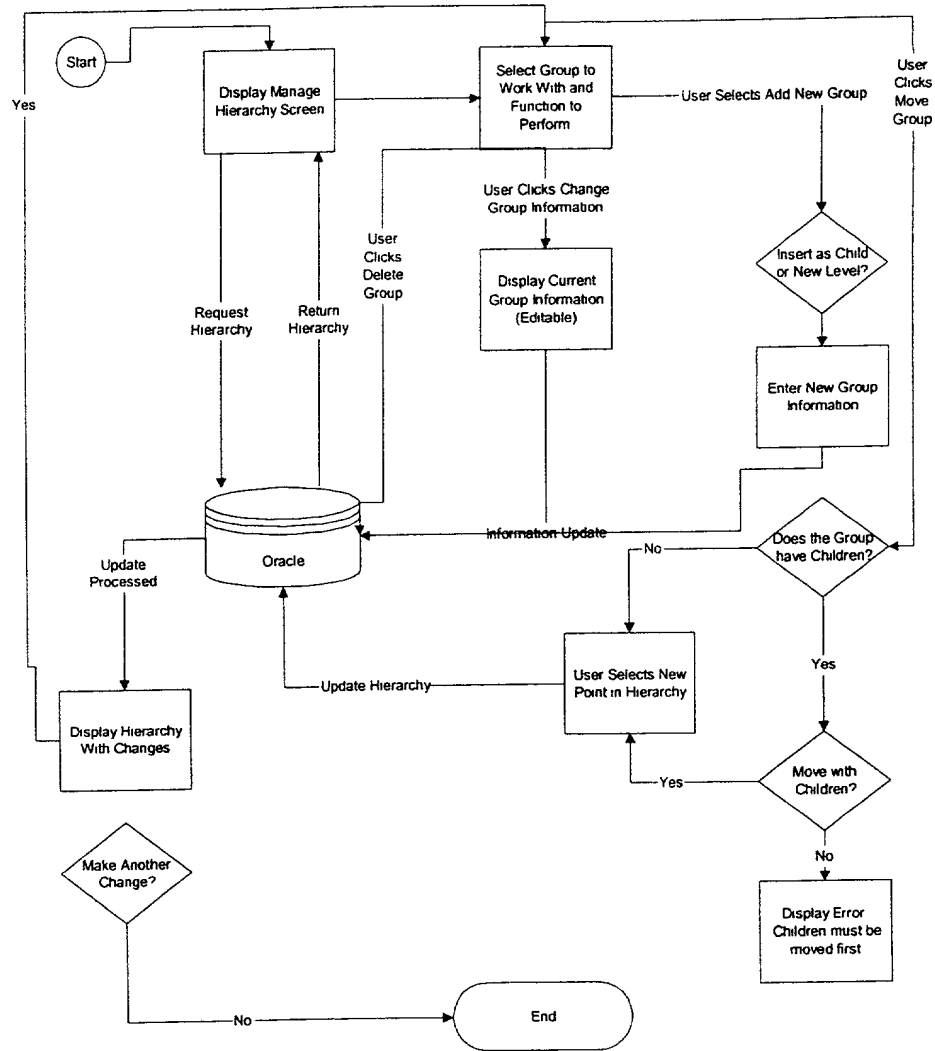 Start
Yes
Display Manage
Hierarchy Screen
Select Group to
Work With and
Function to
Perform
User Selects Add New Group
User
Clicks
Move
Group
User Clicks Change
Group Information
User
Clicks
Delete
Group
Insert as Child
or New Level?
Display Current
Group Information
(Editable)
Request
Hierarchy
Return
Hierarchy
Enter New Group
Information
Oracle
Information Update
Does the Group
have Children?
No
Update
Processed
Yes
User Selects New
Point in Hierarchy
Update Hierarchy
Display Hierarchy
With Changes
Move with
Children?
Yes
No
Make Another
Change?
Display Error
Children must be
moved first
No
End